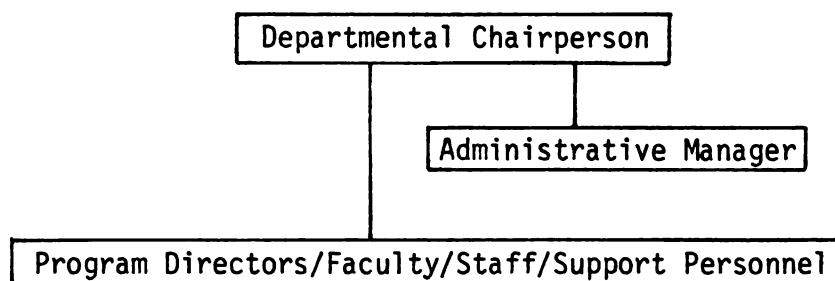 Departmental Chairperson
Administrative Manager
Program Directors/Faculty/Staff/Support Personnel